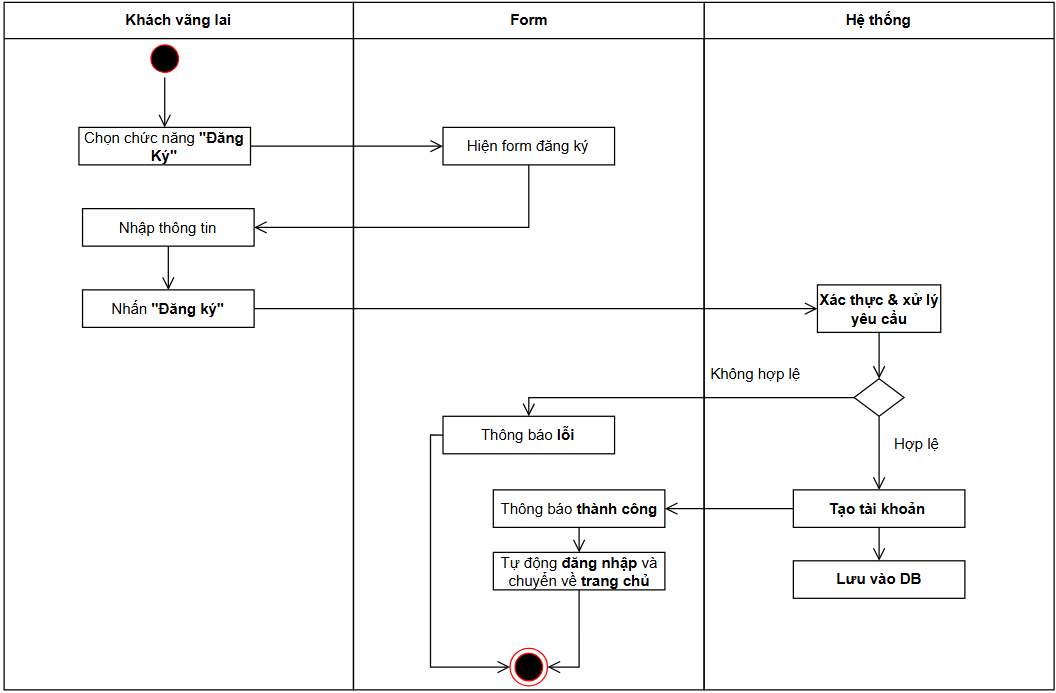 Khách vãng lai
Form
Hệ thống
Chọn chức năng "Đăng
Ký"
Hiện form đăng ký
Nhập thông tin
Nhấn "Đăng ký"
Xác thực & xử lý
yêu cầu
Không hợp lệ
Thông báo lỗi
Hợp lệ
Thông báo thành công
Tạo tài khoản
Tự động đăng nhập và
chuyển về trang chủ
Lưu vào DB